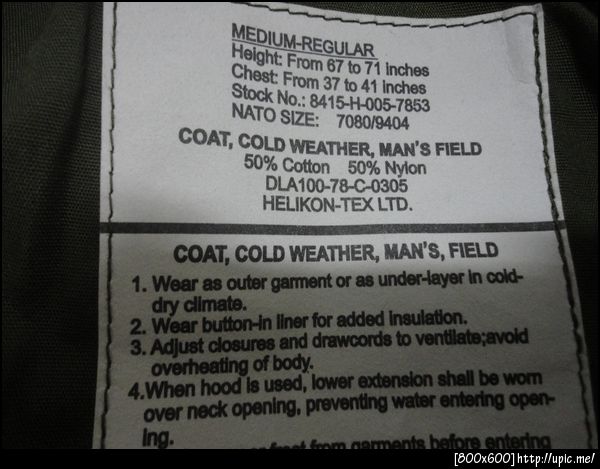 MEDIUM-REGULAR
Height: From 67 to 71 inches
Chest: From 37 to 41 Inches
Stock No.: 8415-H-005-7853
NATO SIZE: 7080/9404
COAT, COLD WEATHER, MAN'S FIELD
50% Cotton 50% Nylon
DLA100-78-C-0305
HELIKON-TEX LTD.
COAT, COLD WEATHER, MAN'S, FIELD
1. Wear as outer garment or as under-layer in cold-
dry climate.
2. Wear button-in liner for added insulation.
3. Adjust closures and drawcords to ventilate;avoid
overheating of body.
4.When hood is used, lower extension shall be worn
over neck opening, preventing water entering open-
ing.
frost from garments before entering
[800x600]http://upic.me/